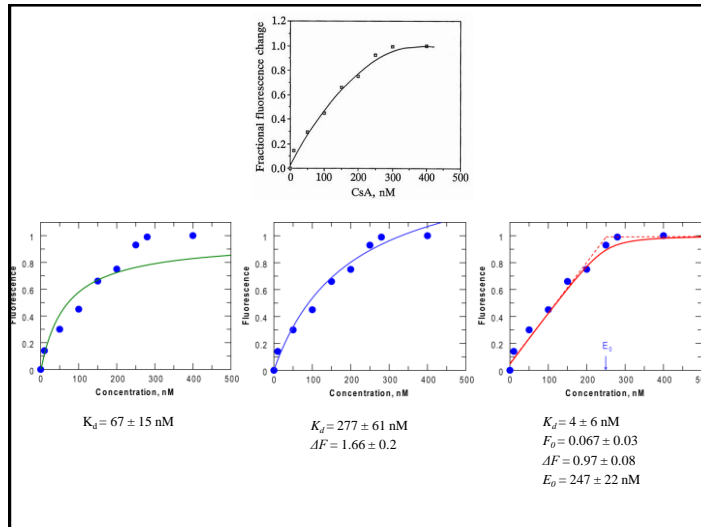 Fractional fluorescence change
1.2
1.0
0.8
0.6
0.4
0.2
0.0
0 100 200 300 400 500
CsA, nM
Fluorescence
1
0.8
0.6
0.4
0.2
0
0 100 200 300 400 500
Concentration, nM
K_d = 67 ± 15 nM
Fluorescence
1
0.8
0.6
0.4
0.2
0
0 100 200 300 400 500
Concentration, nM
K_d = 277 ± 61 nM
ΔF = 1.66 ± 0.2
Fluorescence
1
0.8
0.6
0.4
0.2
0
E_0
0 100 200 300 400 500
Concentration, nM
K_d = 4 ± 6 nM
F_0 = 0.067 ± 0.03
ΔF = 0.97 ± 0.08
E_0 = 247 ± 22 nM